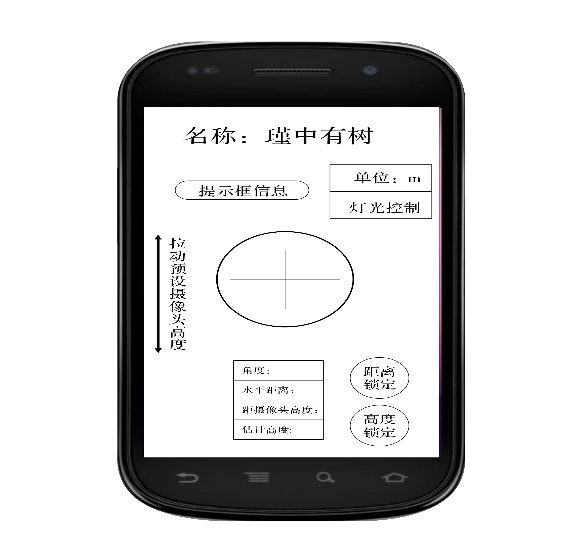 名称：瑾中有树
单位：m
提示框信息
灯光控制
拉动预设摄像头高度
角度：
水平距离：
距摄像头高度：
估计高度：
距离
锁定
高度
锁定